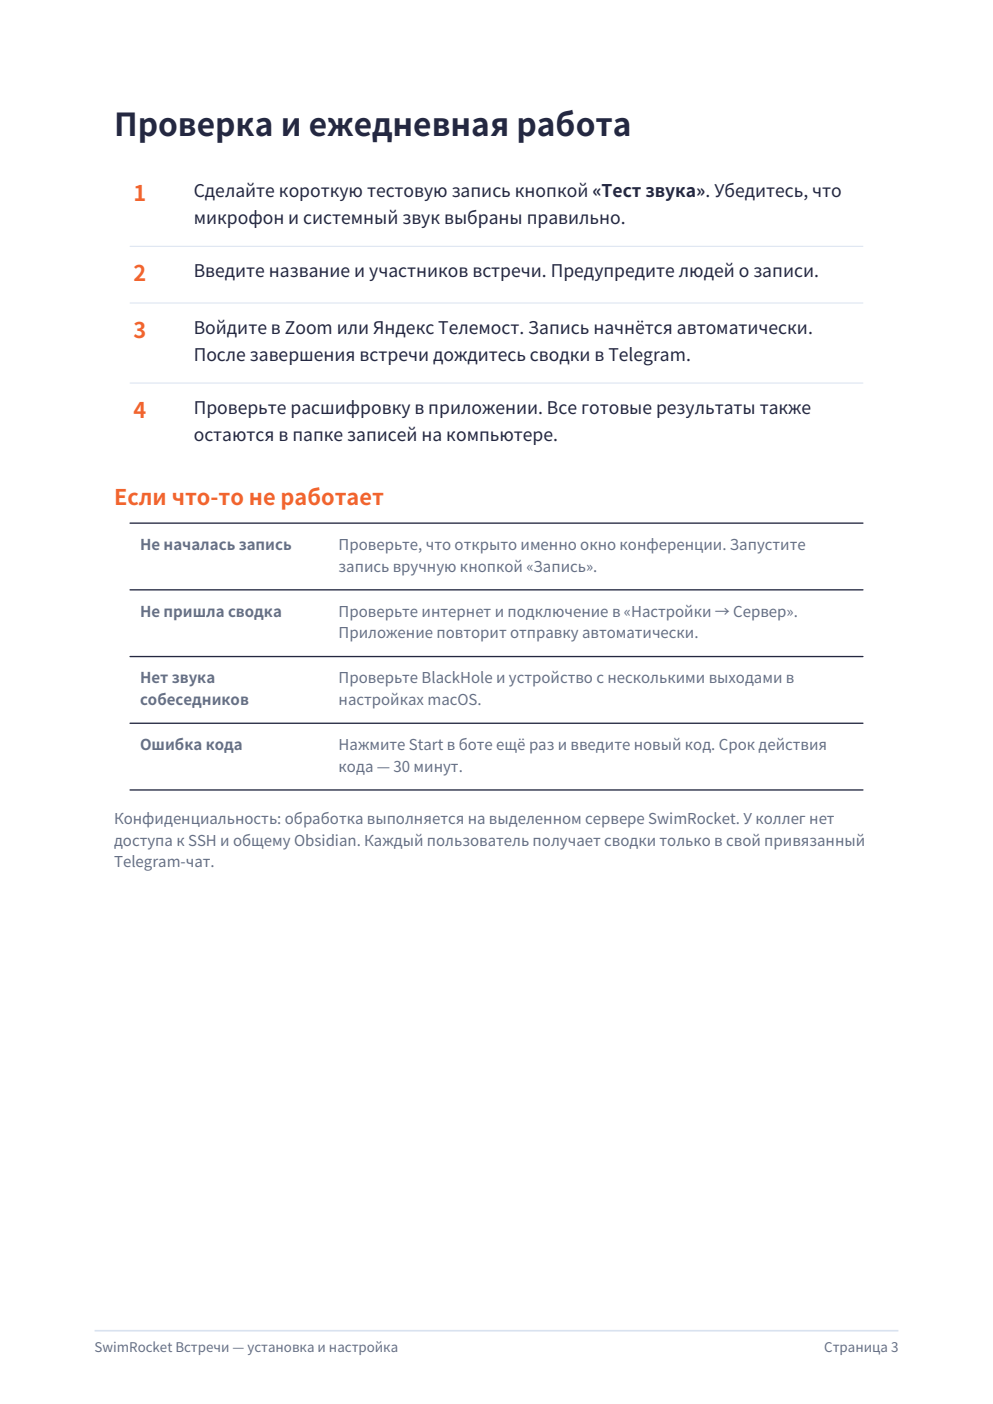 Проверка и ежедневная работа
1 Сделайте короткую тестовую запись кнопкой «Тест звука». Убедитесь, что
микрофон и системный звук выбраны правильно.
2 Введите название и участников встречи. Предупредите людей о записи.
3 Войдите в Zoom или Яндекс Телемост. Запись начнётся автоматически.
После завершения встречи дождитесь сводки в Telegram.
4 Проверьте расшифровку в приложении. Все готовые результаты также
остаются в папке записей на компьютере.
Если что-то не работает
Не началась запись Проверьте, что открыто именно окно конференции. Запустите
запись вручную кнопкой «Запись».
Не пришла сводка Проверьте интернет и подключение в «Настройки → Сервер».
Приложение повторит отправку автоматически.
Нет звука Проверьте BlackHole и устройство с несколькими выходами в
собеседников настройках macOS.
Ошибка кода Нажмите Start в боте ещё раз и введите новый код. Срок действия
кода — 30 минут.
Конфиденциальность: обработка выполняется на выделенном сервере SwimRocket. У коллег нет
доступа к SSH и общему Obsidian. Каждый пользователь получает сводки только в свой привязанный
Telegram-чат.
SwimRocket Встречи — установка и настройка Страница 3